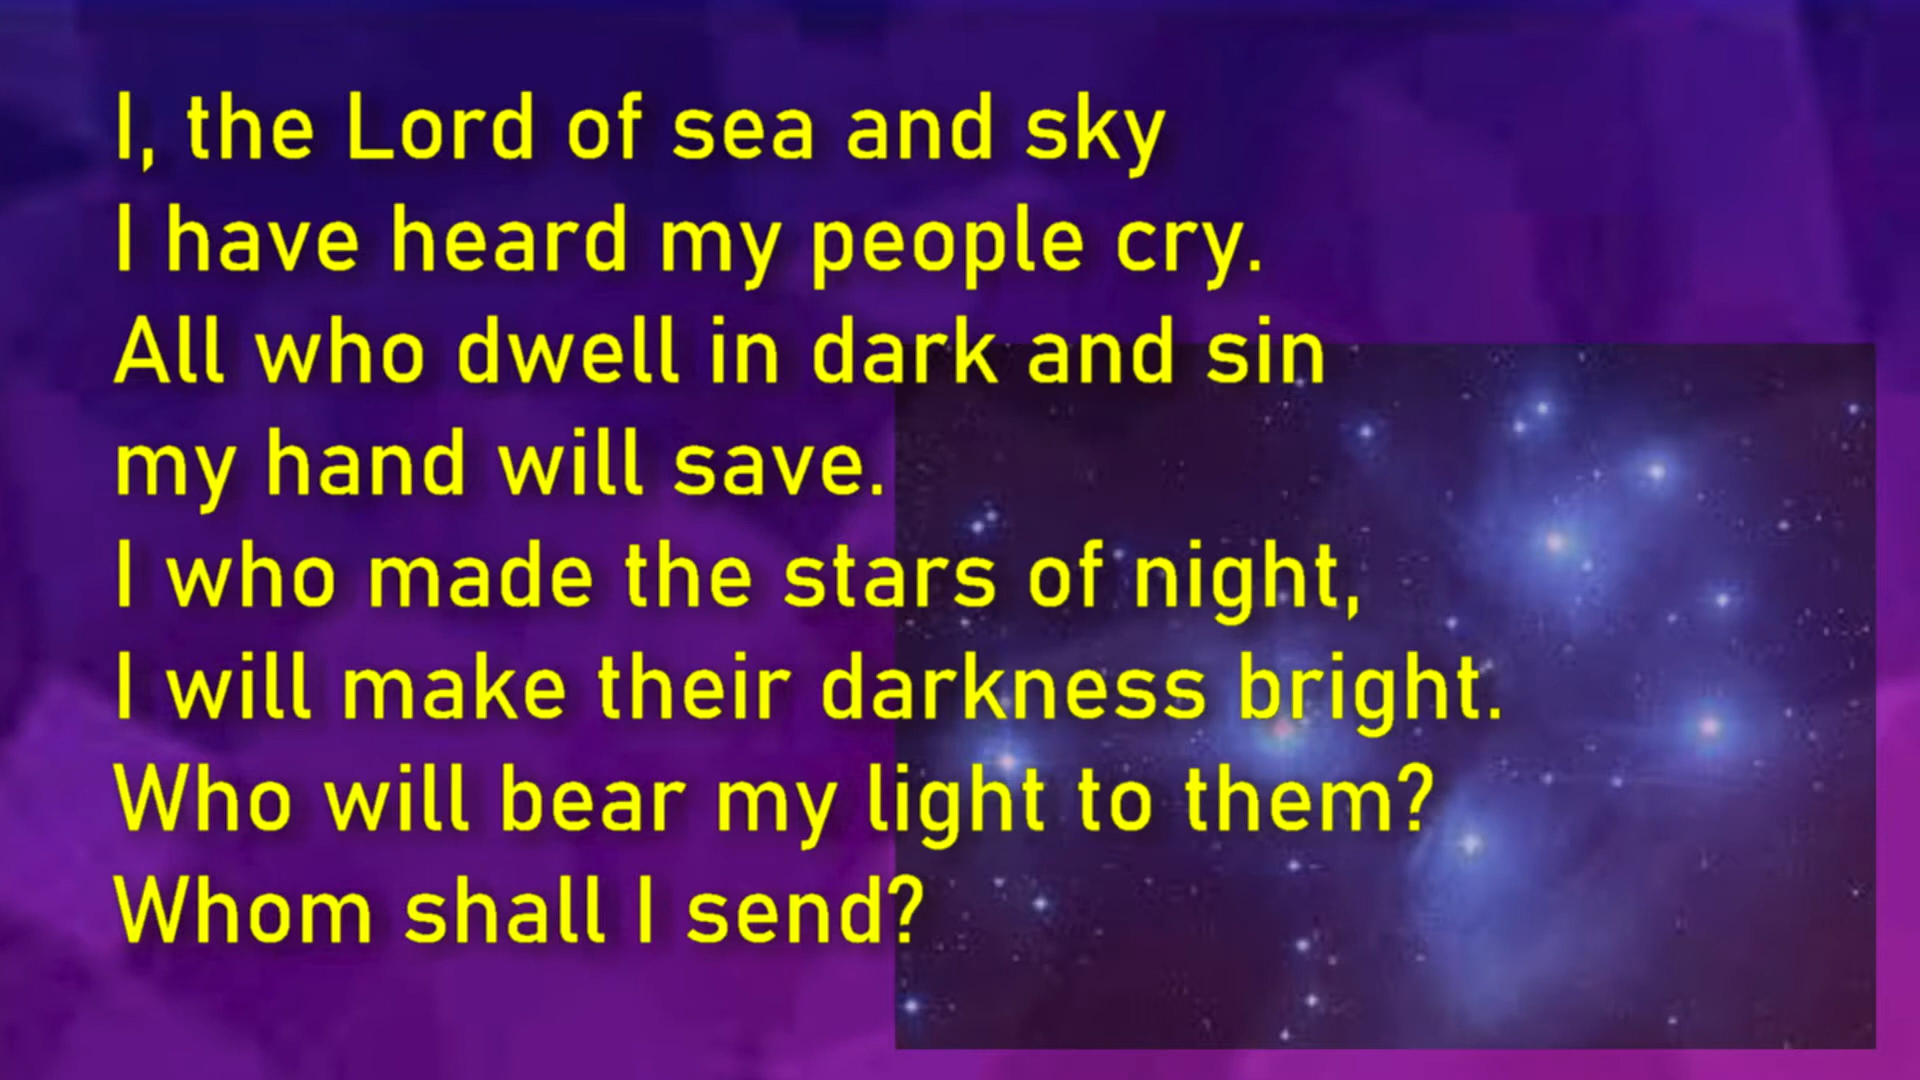 I, the Lord of sea and sky
I have heard my people cry.
All who dwell in dark and sin
my hand will save.
I who made the stars of night,
I will make their darkness bright.
Who will bear my light to them?
Whom shall I send?